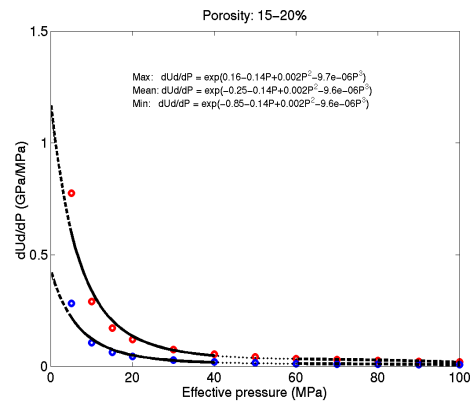 Porosity: 15−20%
1.5
Max: dUd/dP = exp(0.16−0.14P+0.002P²−9.7e−06P³)
Mean: dUd/dP = exp(−0.25−0.14P+0.002P²−9.6e−06P³)
Min: dUd/dP = exp(−0.85−0.14P+0.002P²−9.6e−06P³)
1
dUd/dP (GPa/MPa)
0.5
0
0 20 40 60 80 100
Effective pressure (MPa)